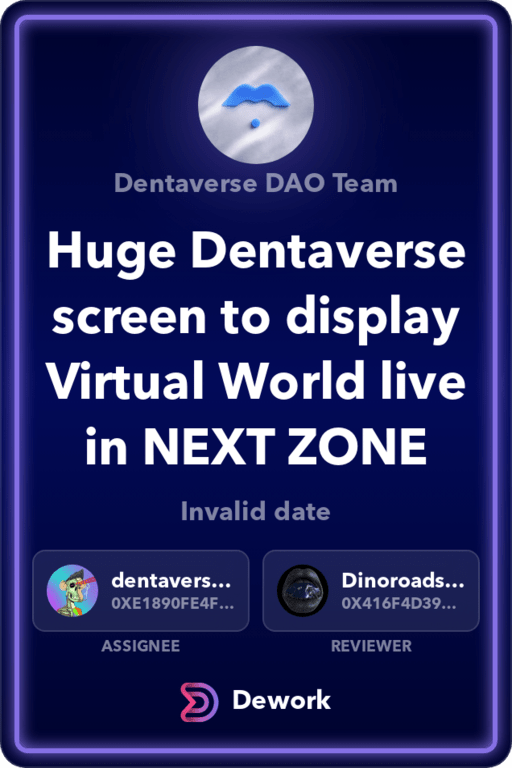 Dentaverse DAO Team
Huge Dentaverse
screen to display
Virtual World live
in NEXT ZONE
Invalid date
dentavers...
0XE1890FE4F...
ASSIGNEE
Dinoroads...
0X416F4D39...
REVIEWER
Dework